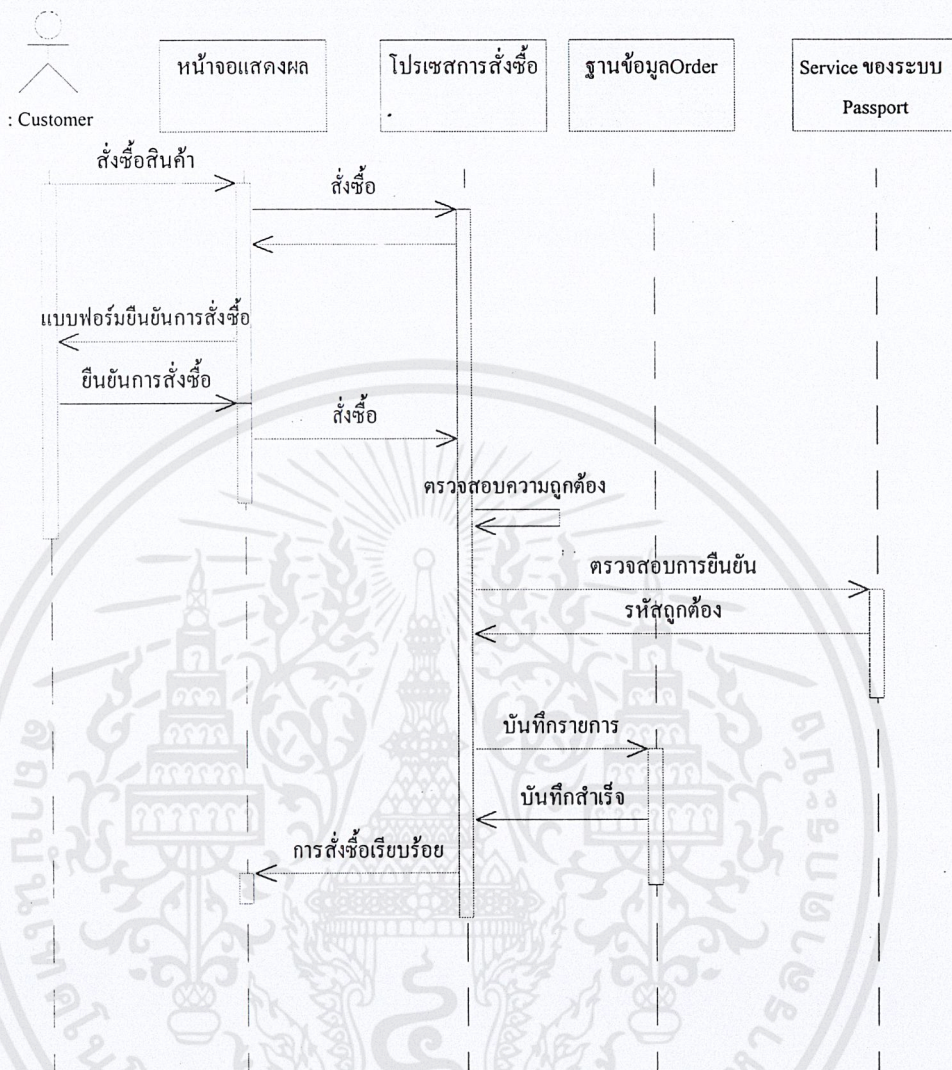 : Customer
หน้าจอแสดงผล
โปรเซสการสั่งซื้อ
ฐานข้อมูลOrder
Service ของระบบ
Passport
สั่งซื้อสินค้า
สั่งซื้อ
แบบฟอร์มยืนยันการสั่งซื้อ
ยืนยันการสั่งซื้อ
สั่งซื้อ
ตรวจสอบความถูกต้อง
ตรวจสอบการยืนยัน
รหัสถูกต้อง
บันทึกรายการ
บันทึกสำเร็จ
การสั่งซื้อเรียบร้อย